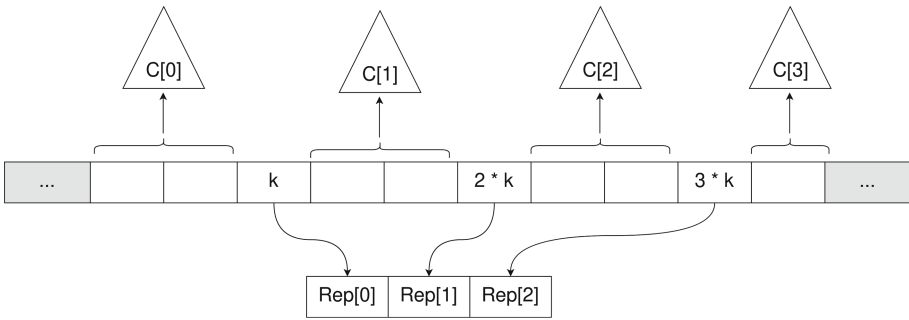 C[0] C[1] C[2] C[3]
... k 2 * k 3 * k ...
Rep[0] Rep[1] Rep[2]